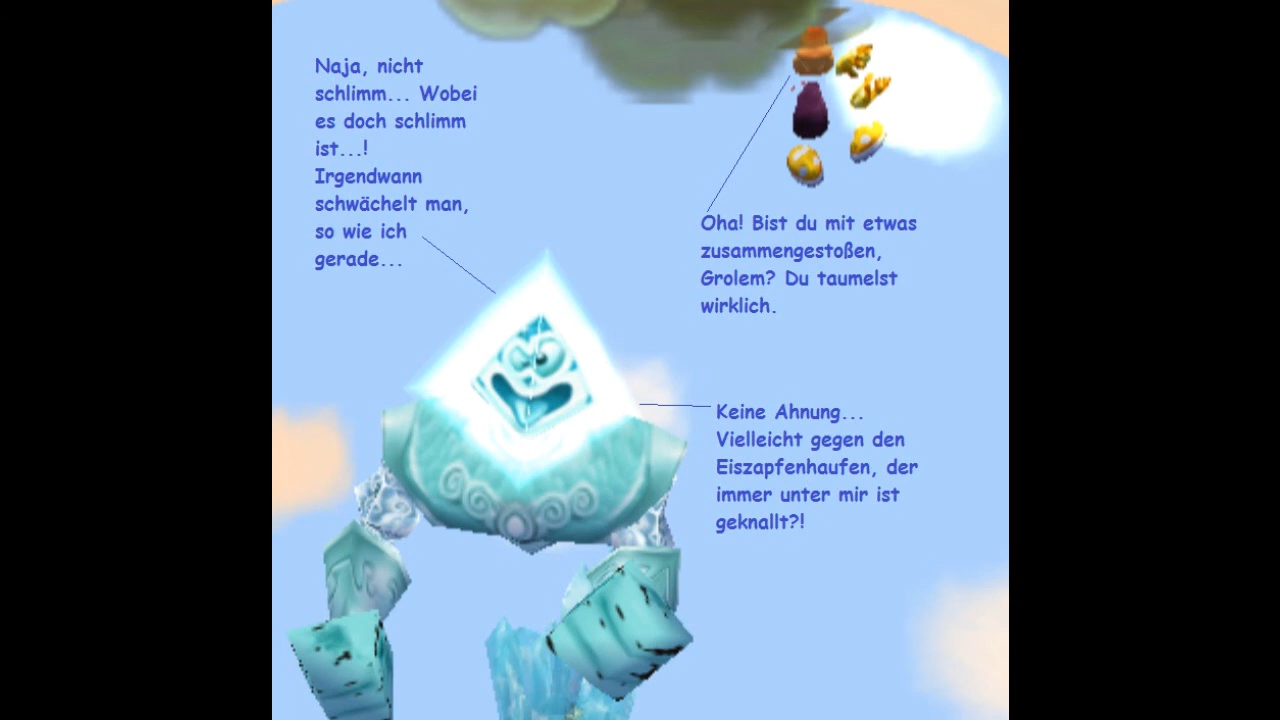 Naja, nicht
schlimm... Wobei
es doch schlimm
ist...!
Irgendwann
schwächelt man,
so wie ich
gerade...
Oha! Bist du mit etwas
zusammengestoßen,
Grolem? Du taumelst
wirklich.
Keine Ahnung...
Vielleicht gegen den
Eiszapfenhaufen, der
immer unter mir ist
geknallt?!